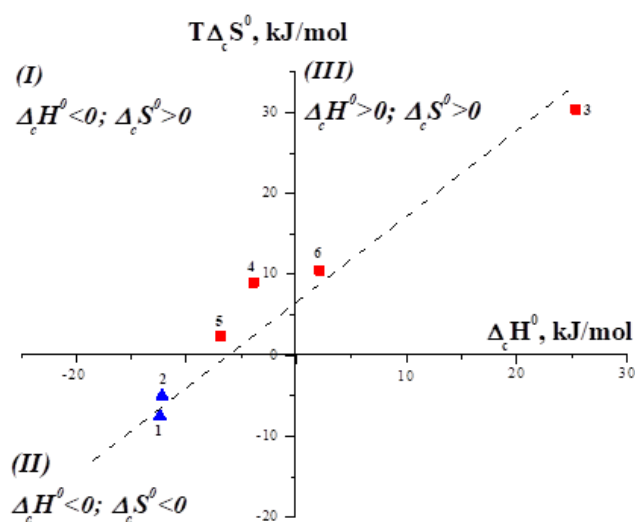 TΔcS⁰, kJ/mol
(I)
ΔcH⁰<0; ΔcS⁰>0
(III)
ΔcH⁰>0; ΔcS⁰>0
30
3
20
10
6
4
5
0
ΔcH⁰, kJ/mol
-20
0
10
20
30
2
1
-10
(II)
ΔcH⁰<0; ΔcS⁰<0
-20